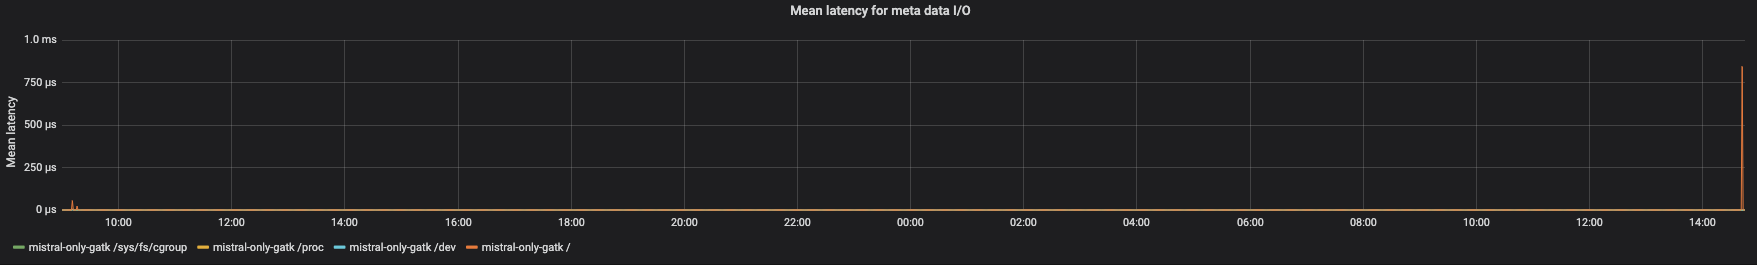 Mean latency for meta data I/O
Mean latency
1.0 ms
750 µs
500 µs
250 µs
0 µs
10:00 12:00 14:00 16:00 18:00 20:00 22:00 00:00 02:00 04:00 06:00 08:00 10:00 12:00 14:00
mistral-only-gatk /sys/fs/cgroup mistral-only-gatk /proc mistral-only-gatk /dev mistral-only-gatk /